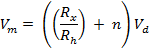 V_m = ((R_x/R_h) + n)V_d